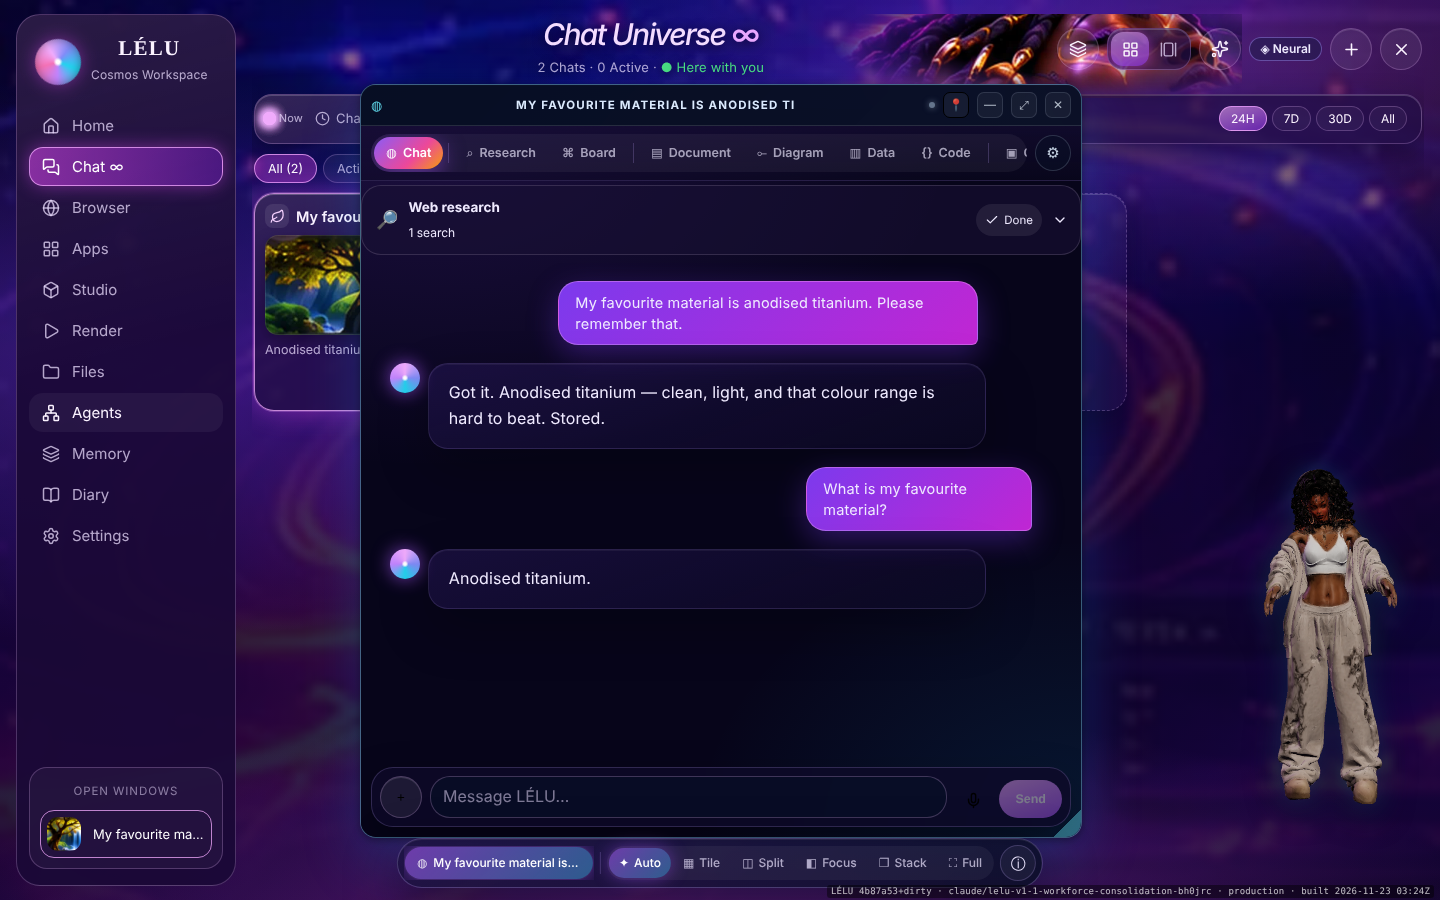 LÉLU
Cosmos Workspace
Home
Chat ∞
Browser
Apps
Studio
Render
Files
Agents
Memory
Diary
Settings
OPEN WINDOWS
My favourite ma...
Chat Universe ∞
2 Chats · 0 Active · Here with you
Neural
Now
Cha
24H
7D
30D
All
All (2)
Acti
My favou
Anodised titaniu
MY FAVOURITE MATERIAL IS ANODISED TI
Chat
Research
Board
Document
Diagram
Data
Code
Web research
1 search
Done
My favourite material is anodised titanium. Please
remember that.
Got it. Anodised titanium — clean, light, and that colour range is
hard to beat. Stored.
What is my favourite
material?
Anodised titanium.
Message LÉLU...
Send
My favourite material is...
Auto
Tile
Split
Focus
Stack
Full
LÉLU 4b87a53+dirty · claude/lelu-v1-1-workforce-consolidation-bh0jrc · production · built 2026-11-23 03:24Z